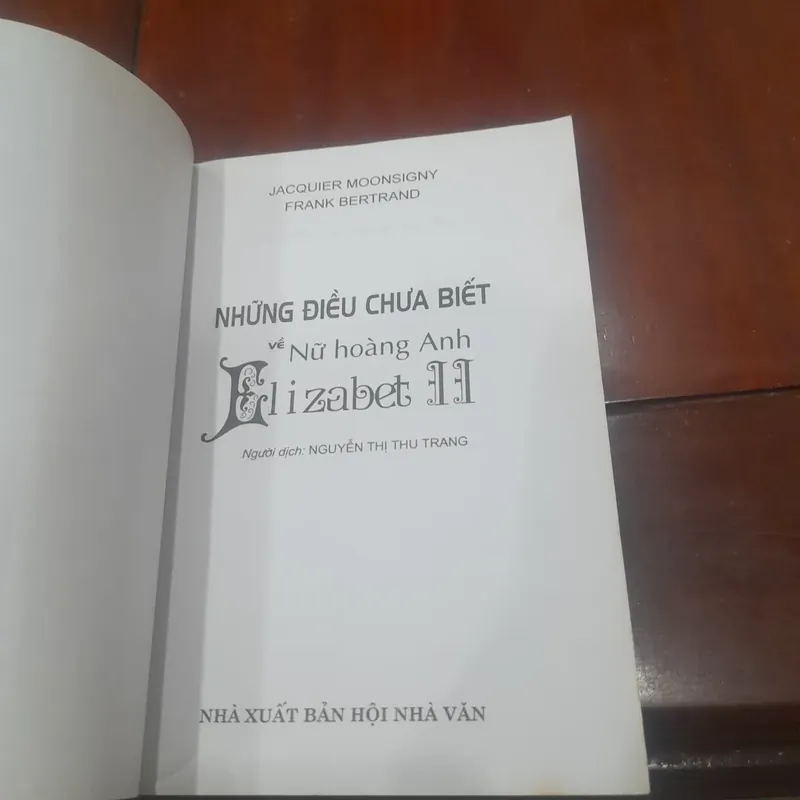 JACQUIER MOONSIGNY
FRANK BERTRAND
NHỮNG ĐIỀU CHƯA BIẾT
VỀ Nữ hoàng Anh
Elizabet II
Người dịch: NGUYỄN THỊ THU TRANG
NHÀ XUẤT BẢN HỘI NHÀ VĂN